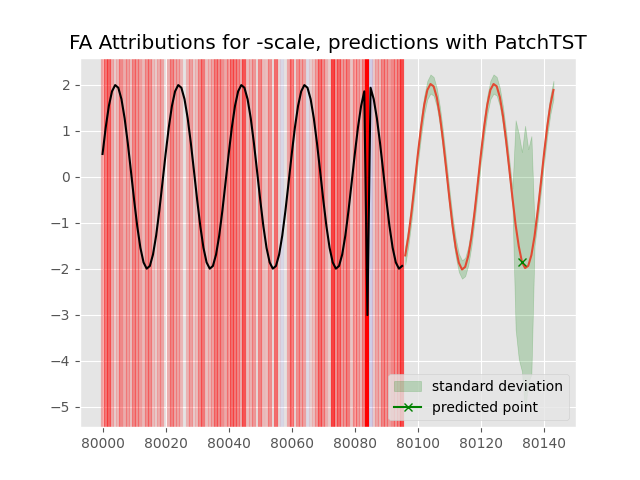 FA Attributions for -scale, predictions with PatchTST
2
1
0
−1
−2
−3
−4
−5
standard deviation
predicted point
80000 80020 80040 80060 80080 80100 80120 80140